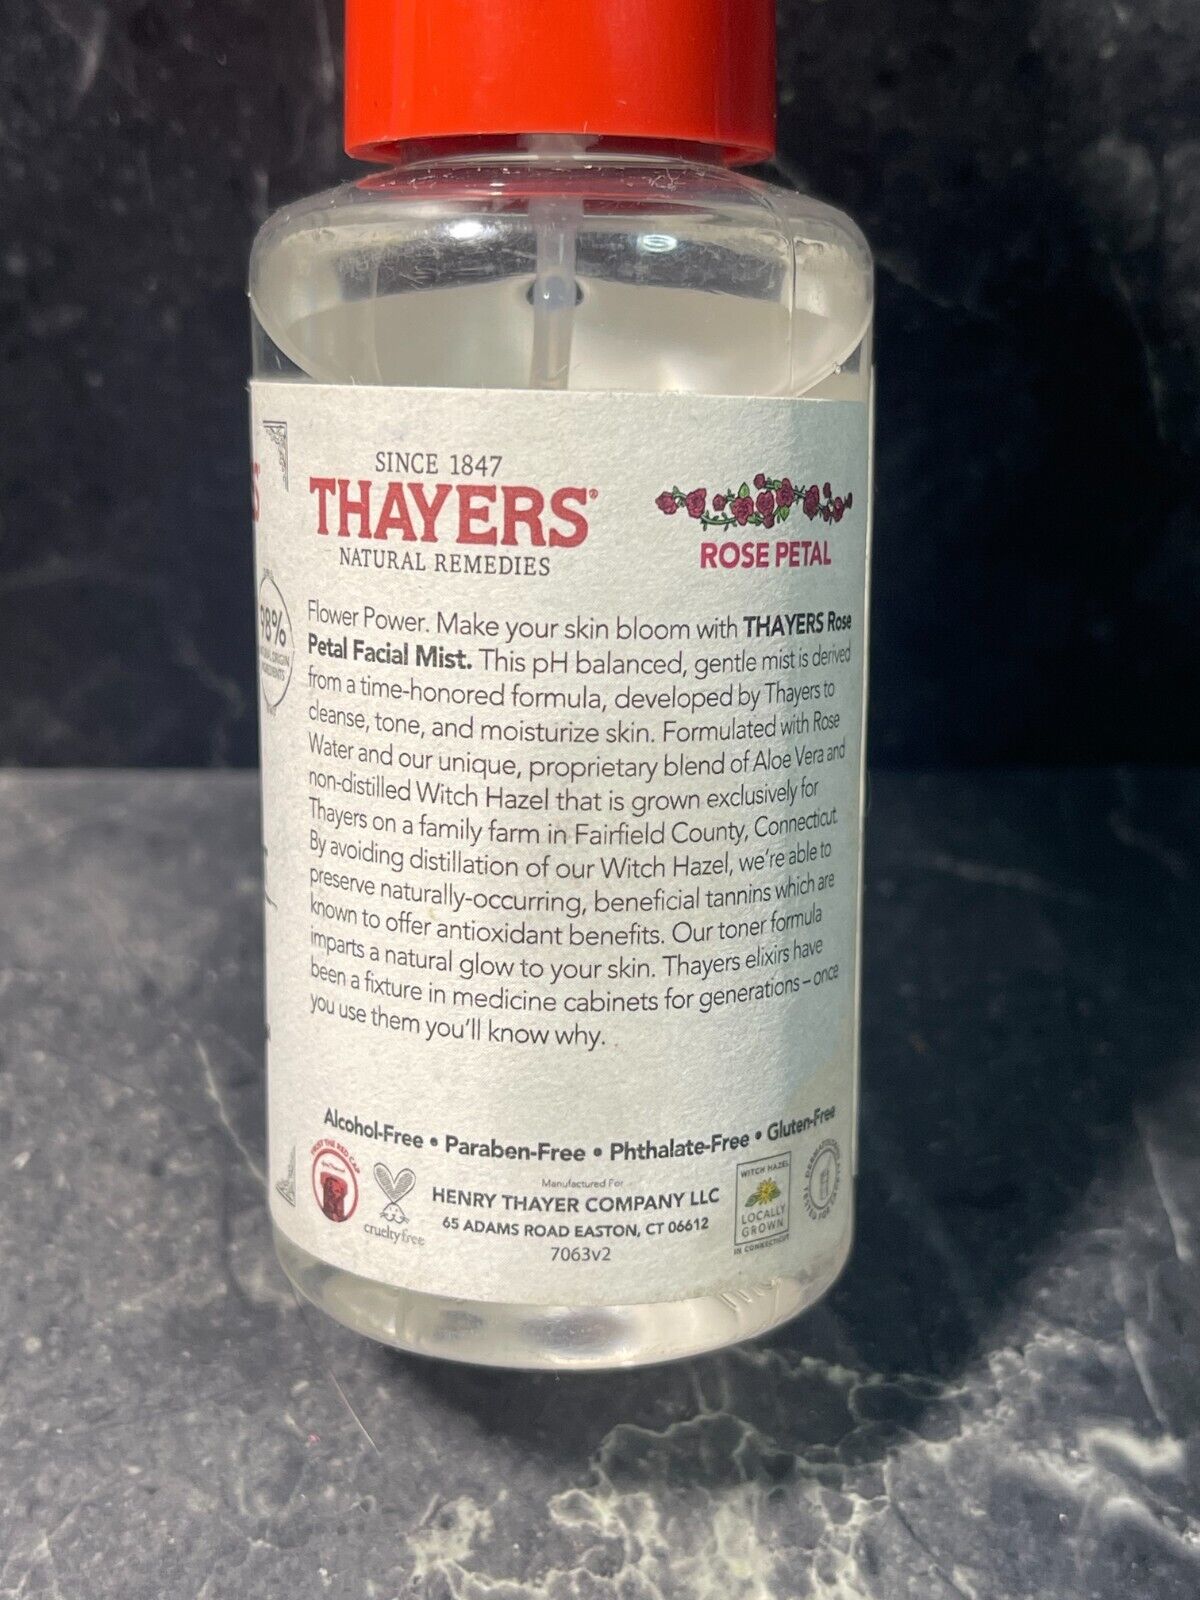 SINCE 1847
THAYERS®
NATURAL REMEDIES
ROSE PETAL
98%
Flower Power. Make your skin bloom with THAYERS Rose
Petal Facial Mist. This pH balanced, gentle mist is derived
from a time-honored formula, developed by Thayers to
cleanse, tone, and moisturize skin. Formulated with Rose
Water and our unique, proprietary blend of Aloe Vera and
non-distilled Witch Hazel that is grown exclusively for
Thayers on a family farm in Fairfield County, Connecticut.
By avoiding distillation of our Witch Hazel, we're able to
preserve naturally-occurring, beneficial tannins which are
known to offer antioxidant benefits. Our toner formula
imparts a natural glow to your skin. Thayers elixirs have
been a fixture in medicine cabinets for generations – once
you use them you'll know why.
Alcohol-Free • Paraben-Free • Phthalate-Free • Gluten-Free
TRUST THE RED CAP
cruelty free
Manufactured For
HENRY THAYER COMPANY LLC
65 ADAMS ROAD EASTON, CT 06612
7063v2
WITCH HAZEL
LOCALLY
GROWN
IN CONNECTICUT